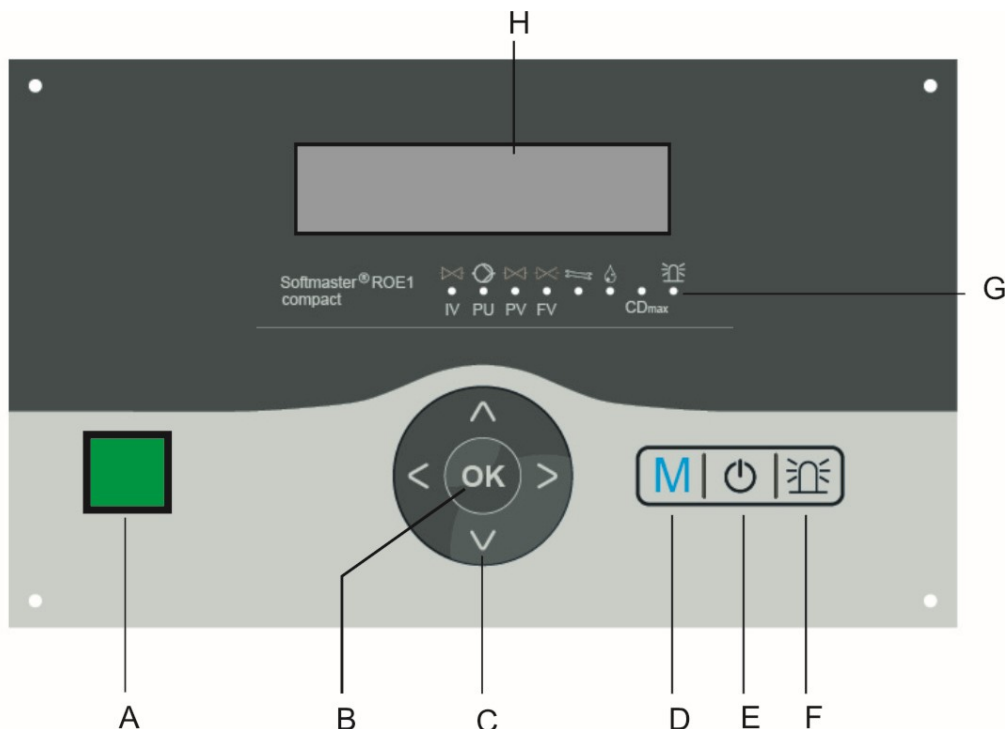 H
Softmaster® ROE1
compact
IV PU PV FV CDmax
G
OK
M
A B C D E F